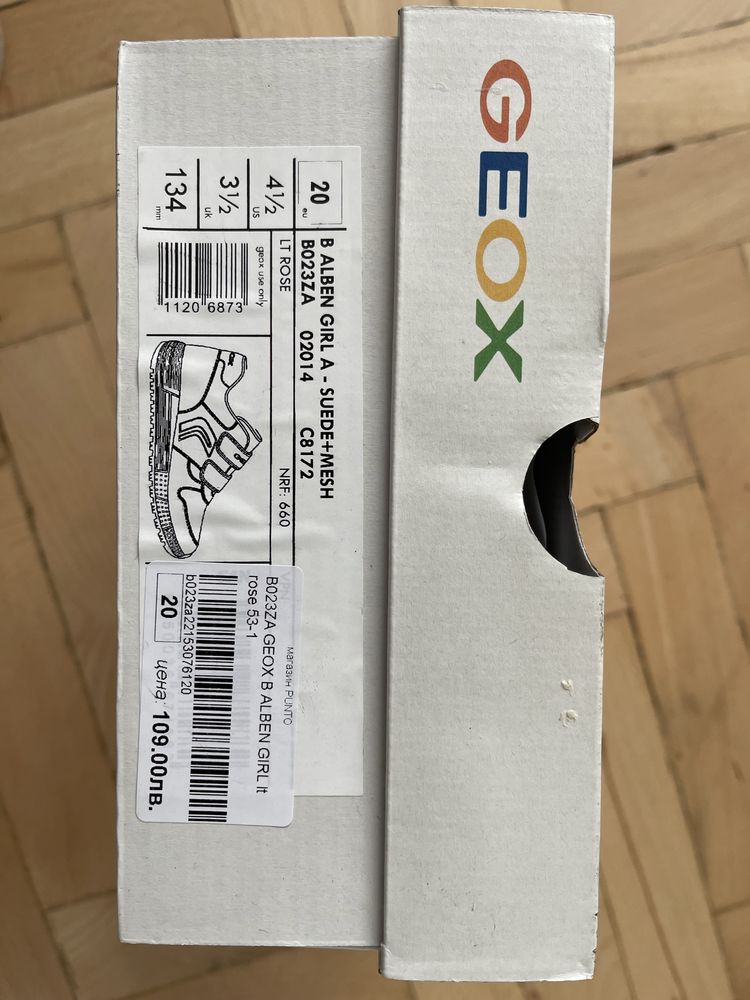 GEOX
20 eu
4½ US
3½ uk
134 mm
B ALBEN GIRL A - SUEDE+MESH
B023ZA 02014 C8172
LT ROSE NRF: 660
geox use only
1120 6873
VPN
магазин PUNTO
B023ZA GEOX B ALBEN GIRL lt
rose 53-1
b023za22153076120
20 цена: 109.00лв.